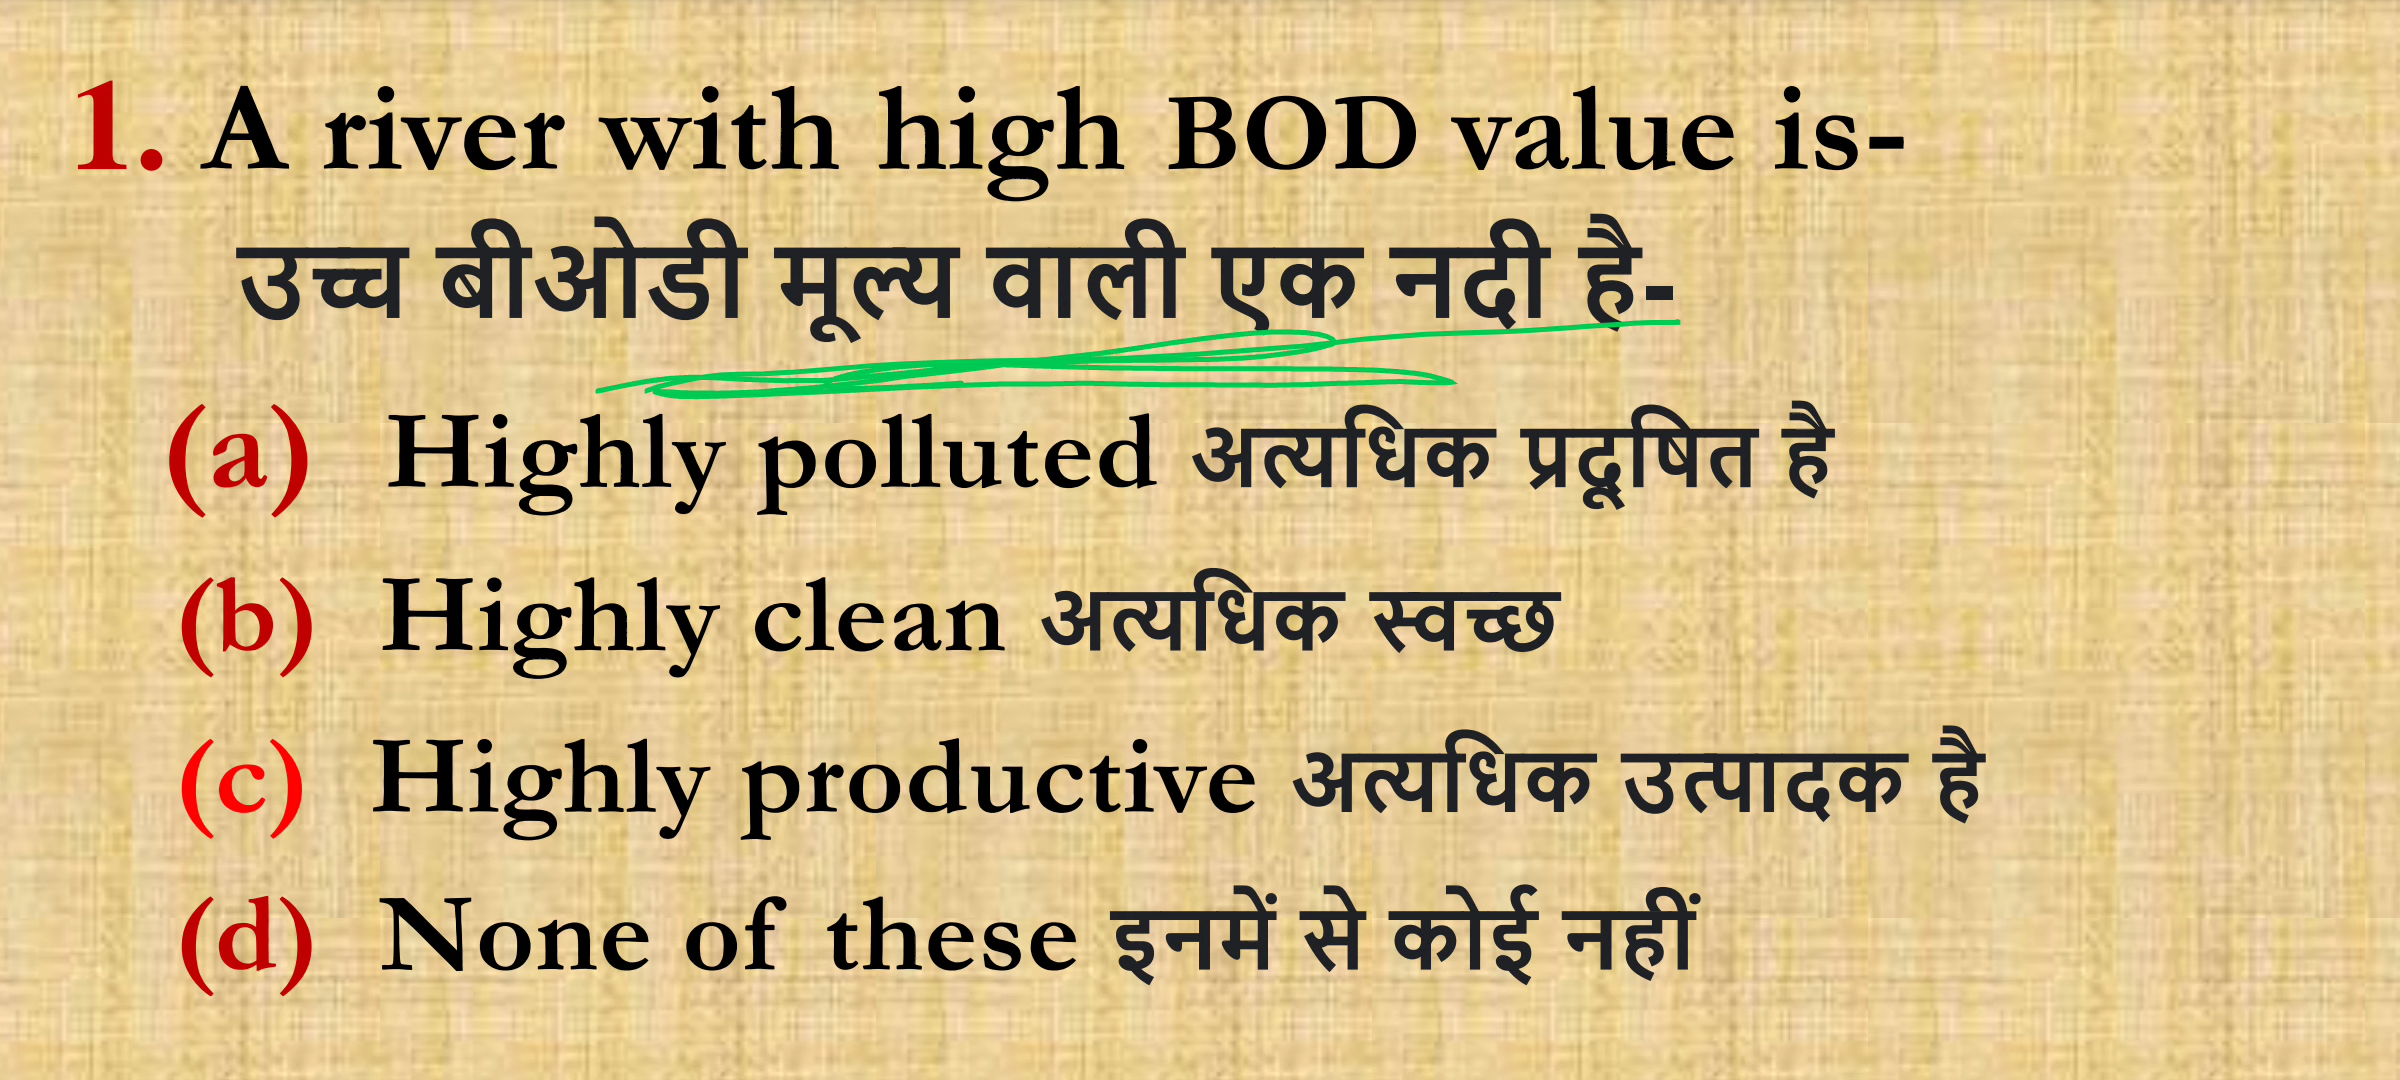 1. A river with high BOD value is-
उच्च बीओडी मूल्य वाली एक नदी है-
(a) Highly polluted अत्यधिक प्रदूषित है
(b) Highly clean अत्यधिक स्वच्छ
(c) Highly productive अत्यधिक उत्पादक है
(d) None of these इनमें से कोई नहीं